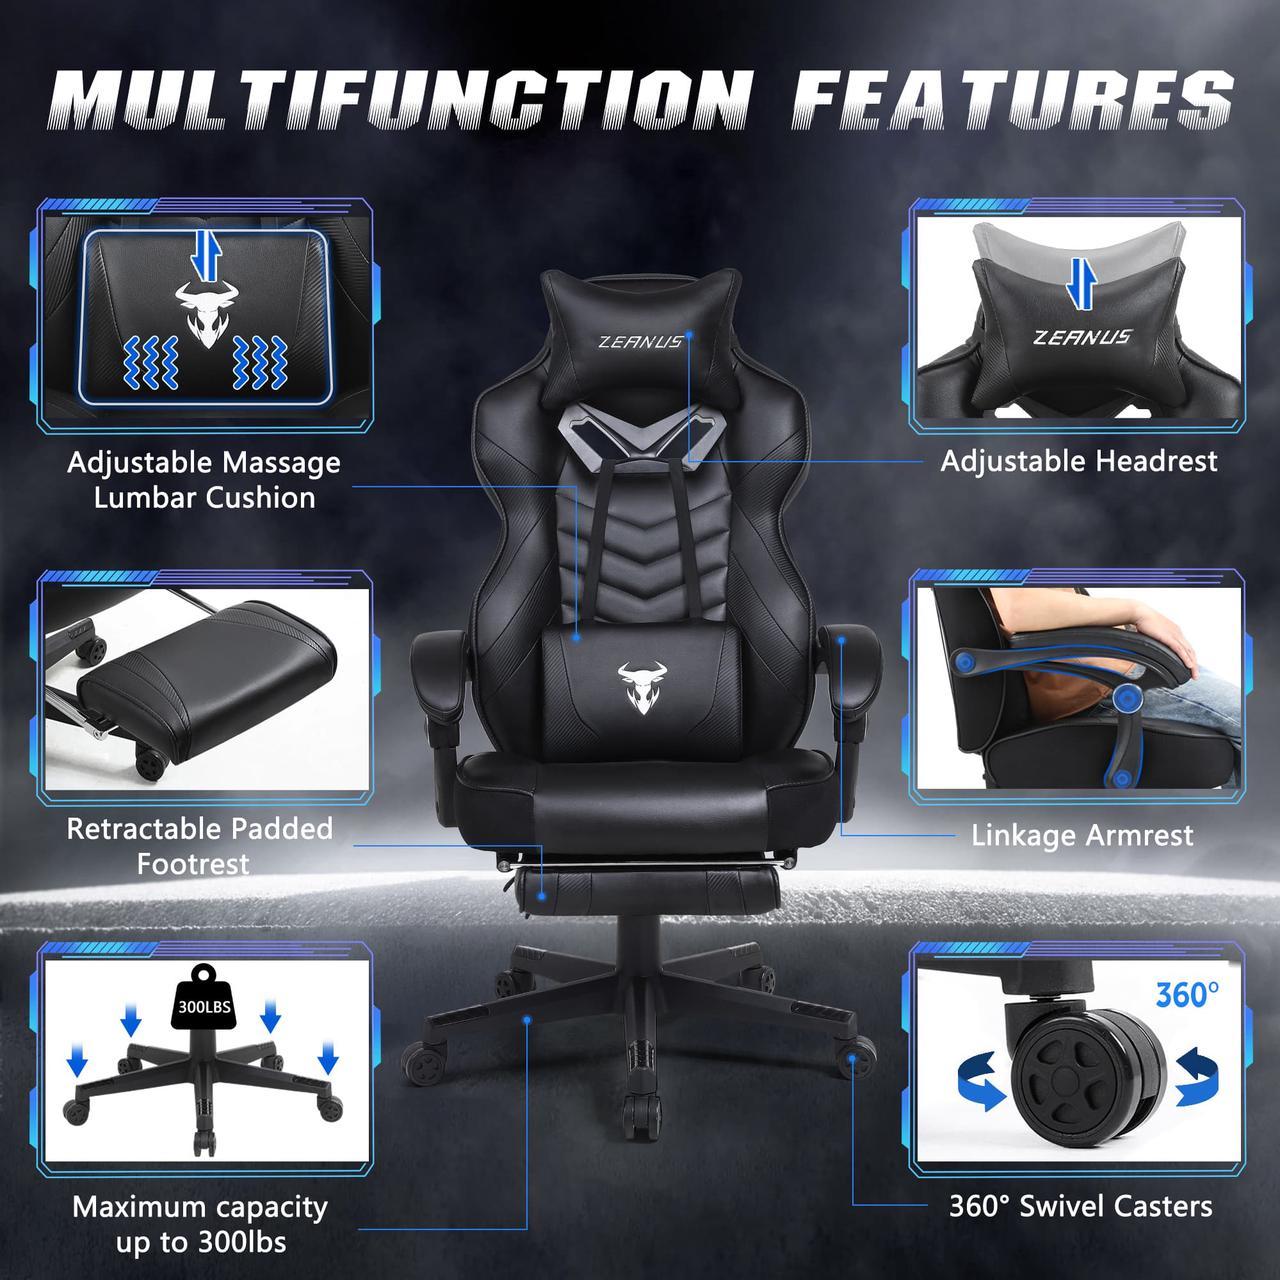 MULTIFUNCTION FEATURES
Adjustable Massage
Lumbar Cushion
ZEANUS
ZEANUS
Adjustable Headrest
Retractable Padded
Footrest
Linkage Armrest
300LBS
Maximum capacity
up to 300lbs
360°
360° Swivel Casters